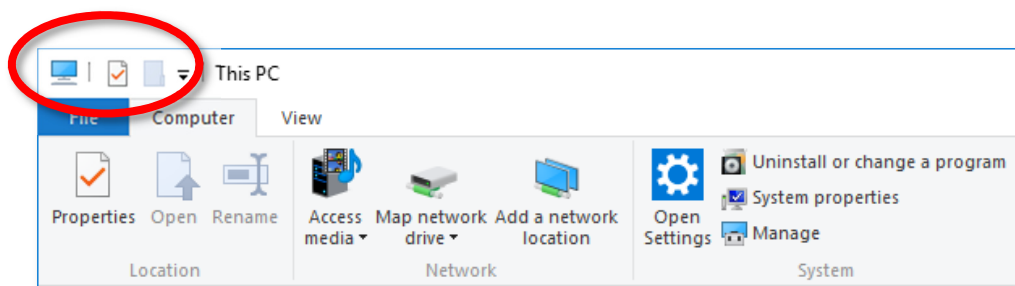 This PC
File Computer View
Properties Open Rename Access media Map network drive Add a network location Open Settings
Uninstall or change a program
System properties
Manage
Location Network System